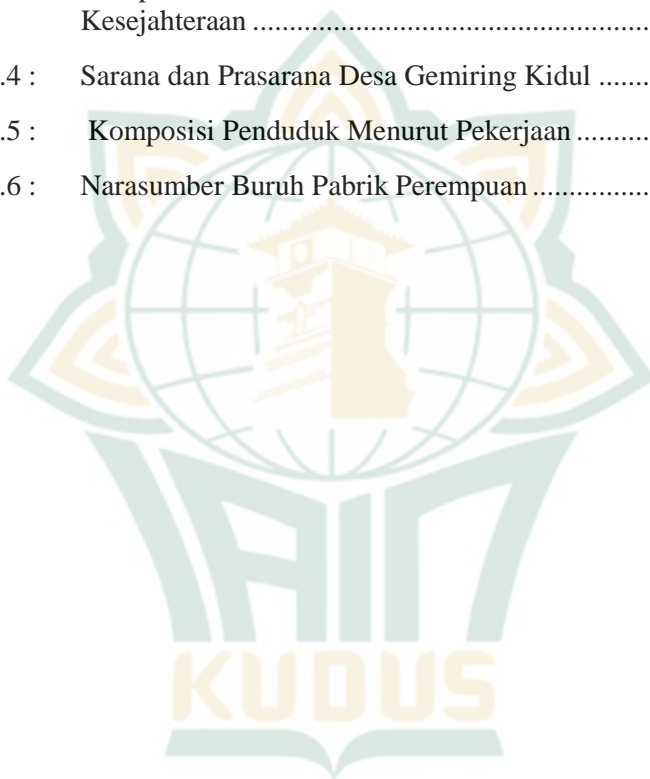 Kesejahteraan ................................................
.4 : Sarana dan Prasarana Desa Gemiring Kidul .......
.5 : Komposisi Penduduk Menurut Pekerjaan ..........
.6 : Narasumber Buruh Pabrik Perempuan ................
IAIN
KUDUS